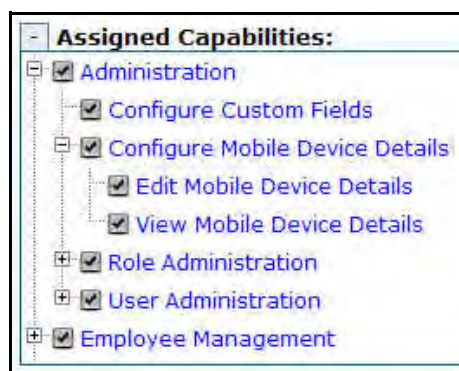 Assigned Capabilities:
Administration
Configure Custom Fields
Configure Mobile Device Details
Edit Mobile Device Details
View Mobile Device Details
Role Administration
User Administration
Employee Management